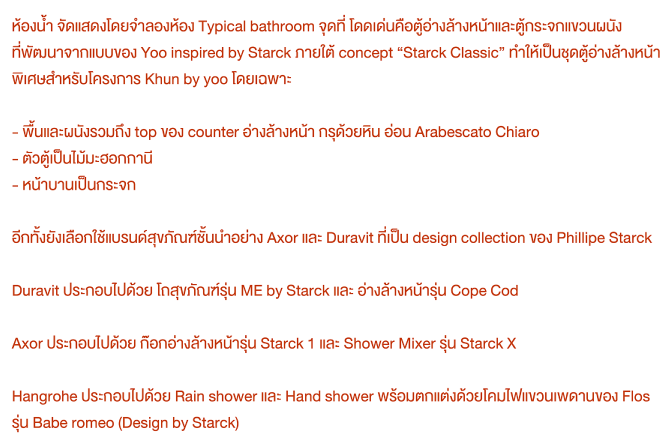 ห้องน้ำ จัดแสดงโดยจำลองห้อง Typical bathroom จุดที่ โดดเด่นคือตู้อ่างล้างหน้าและตู้กระจกแขวนผนัง
ที่พัฒนาจากแบบของ Yoo inspired by Starck ภายใต้ concept “Starck Classic” ทำให้เป็นชุดตู้อ่างล้างหน้า
พิเศษสำหรับโครงการ Khun by yoo โดยเฉพาะ
- พื้นและผนังรวมถึง top ของ counter อ่างล้างหน้า กรุด้วยหิน อ่อน Arabescato Chiaro
- ตัวตู้เป็นไม้มะฮอกกานี
- หน้าบานเป็นกระจก
อีกทั้งยังเลือกใช้แบรนด์สุขภัณฑ์ชั้นนำอย่าง Axor และ Duravit ที่เป็น design collection ของ Phillipe Starck
Duravit ประกอบไปด้วย โถสุขภัณฑ์รุ่น ME by Starck และ อ่างล้างหน้ารุ่น Cope Cod
Axor ประกอบไปด้วย ก๊อกอ่างล้างหน้ารุ่น Starck 1 และ Shower Mixer รุ่น Starck X
Hangrohe ประกอบไปด้วย Rain shower และ Hand shower พร้อมตกแต่งด้วยโคมไฟแขวนเพดานของ Flos
รุ่น Babe romeo (Design by Starck)